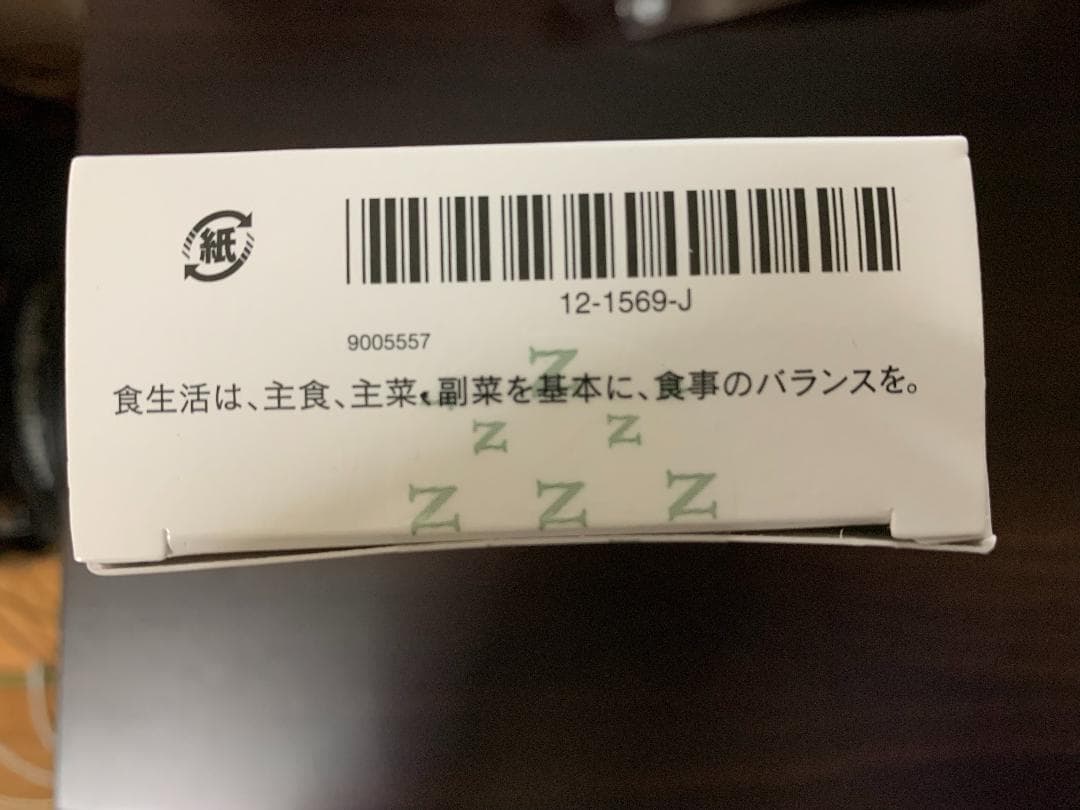 紙
12-1569-J
9005557
食生活は、主食、主菜、副菜を基本に、食事のバランスを。
Z
Z Z
Z Z Z